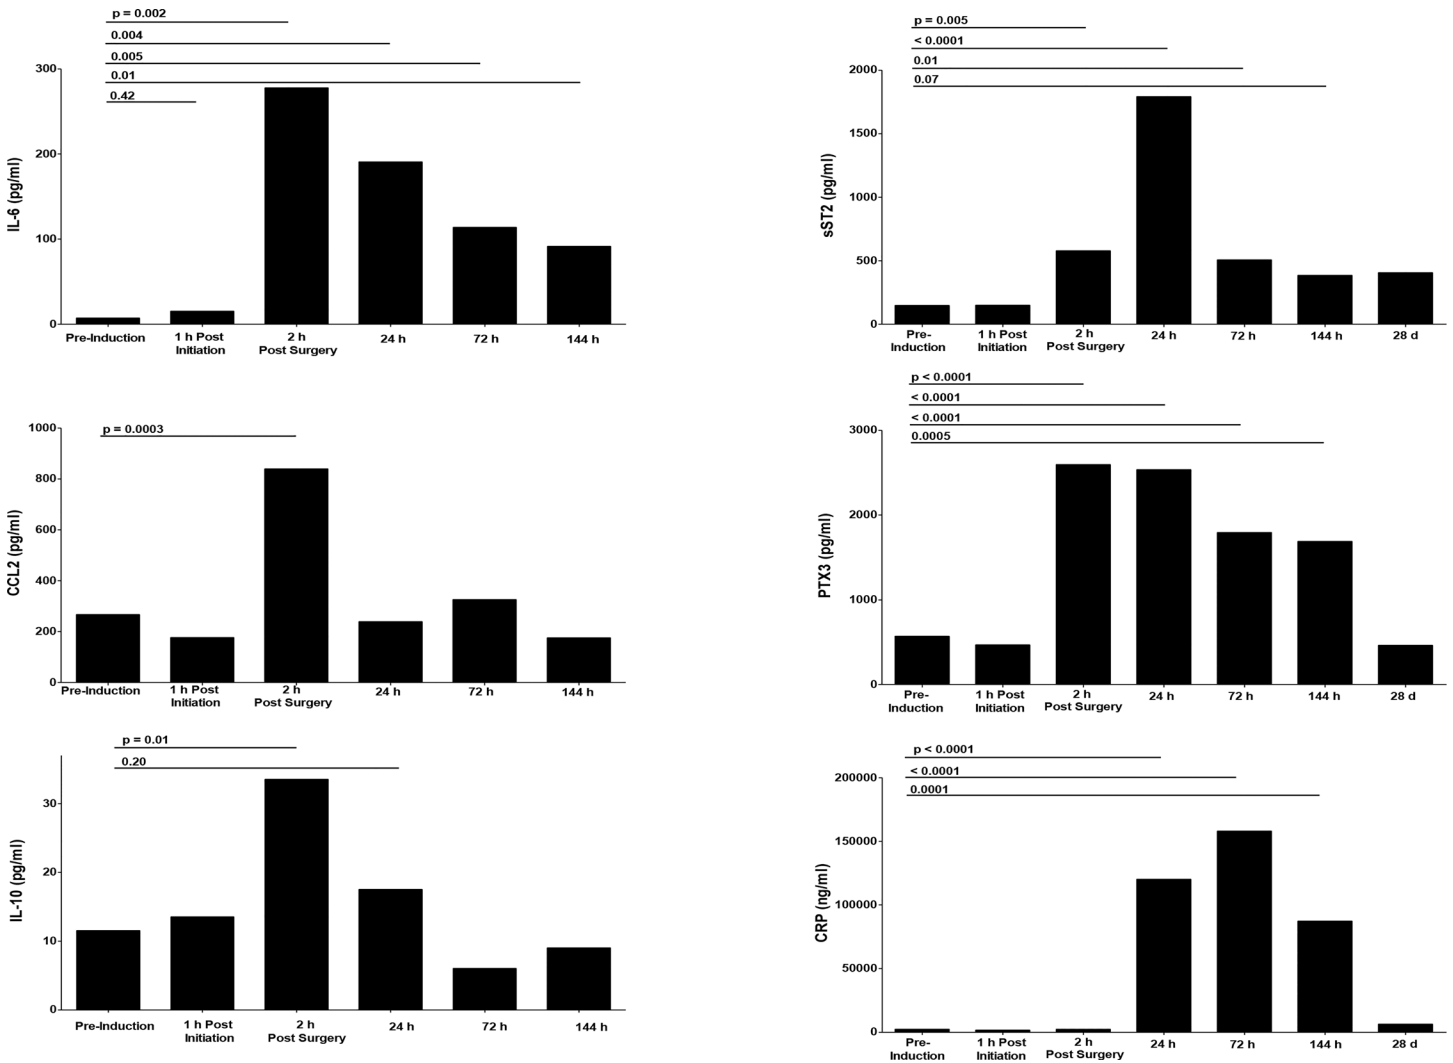 p = 0.002
0.004
0.005
0.01
0.42
IL-6 (pg/ml)
300
200
100
0
Pre-Induction
1 h Post
Initiation
2 h
Post Surgery
24 h
72 h
144 h
p = 0.005
< 0.0001
0.01
0.07
sST2 (pg/ml)
2000
1500
1000
500
0
Pre-
Induction
1 h Post
Initiation
2 h
Post Surgery
24 h
72 h
144 h
28 d
p = 0.0003
CCL2 (pg/ml)
1000
800
600
400
200
0
Pre-Induction
1 h Post
Initiation
2 h
Post Surgery
24 h
72 h
144 h
p < 0.0001
< 0.0001
< 0.0001
0.0005
PTX3 (pg/ml)
3000
2000
1000
0
Pre-
Induction
1 h Post
Initiation
2 h
Post Surgery
24 h
72 h
144 h
28 d
p = 0.01
0.20
IL-10 (pg/ml)
30
20
10
0
Pre-Induction
1 h Post
Initiation
2 h
Post Surgery
24 h
72 h
144 h
p < 0.0001
< 0.0001
0.0001
CRP (ng/ml)
200000
150000
100000
50000
0
Pre-
Induction
1 h Post
Initiation
2 h
Post Surgery
24 h
72 h
144 h
28 d